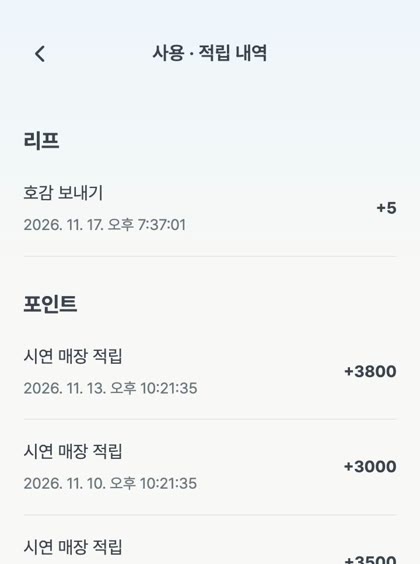 사용 · 적립 내역
리프
호감 보내기
+5
2026. 11. 17. 오후 7:37:01
포인트
시연 매장 적립
+3800
2026. 11. 13. 오후 10:21:35
시연 매장 적립
+3000
2026. 11. 10. 오후 10:21:35
시연 매장 적립
+3500